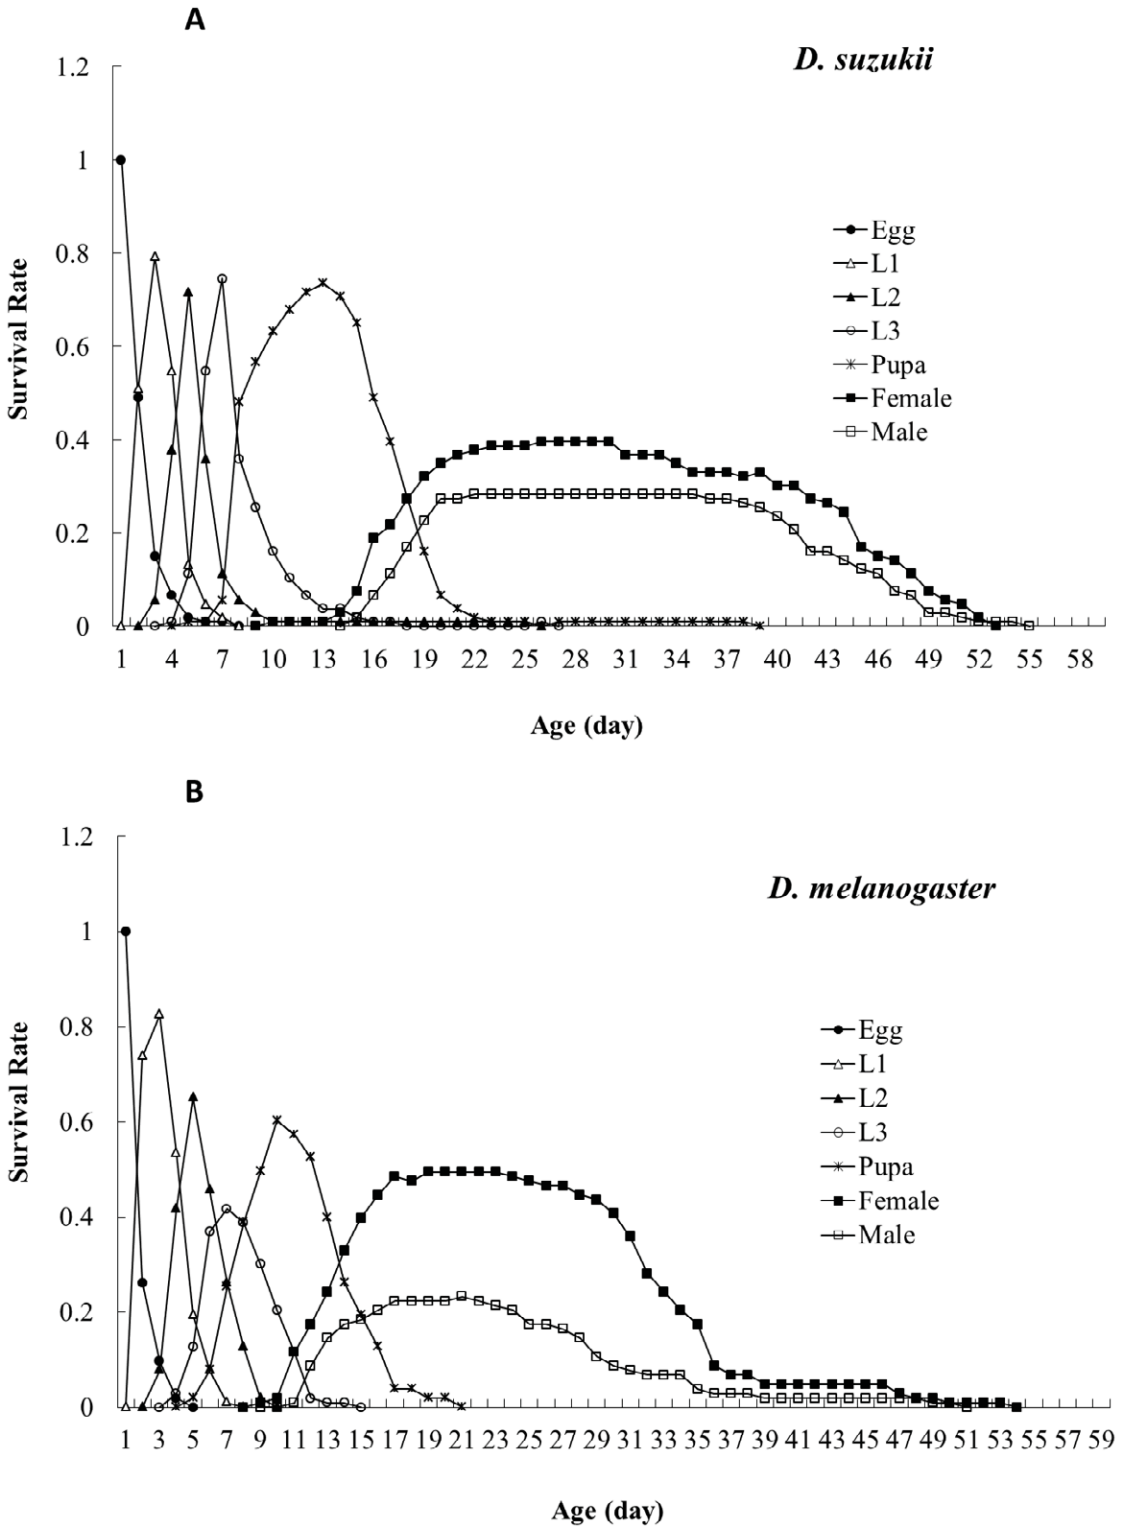 A
D. suzukii
1.2
1
0.8
0.6
0.4
0.2
0
Survival Rate
Egg
L1
L2
L3
Pupa
Female
Male
1 4 7 10 13 16 19 22 25 28 31 34 37 40 43 46 49 52 55 58
Age (day)
B
D. melanogaster
1.2
1
0.8
0.6
0.4
0.2
0
Survival Rate
Egg
L1
L2
L3
Pupa
Female
Male
1 3 5 7 9 11 13 15 17 19 21 23 25 27 29 31 33 35 37 39 41 43 45 47 49 51 53 55 57 59
Age (day)